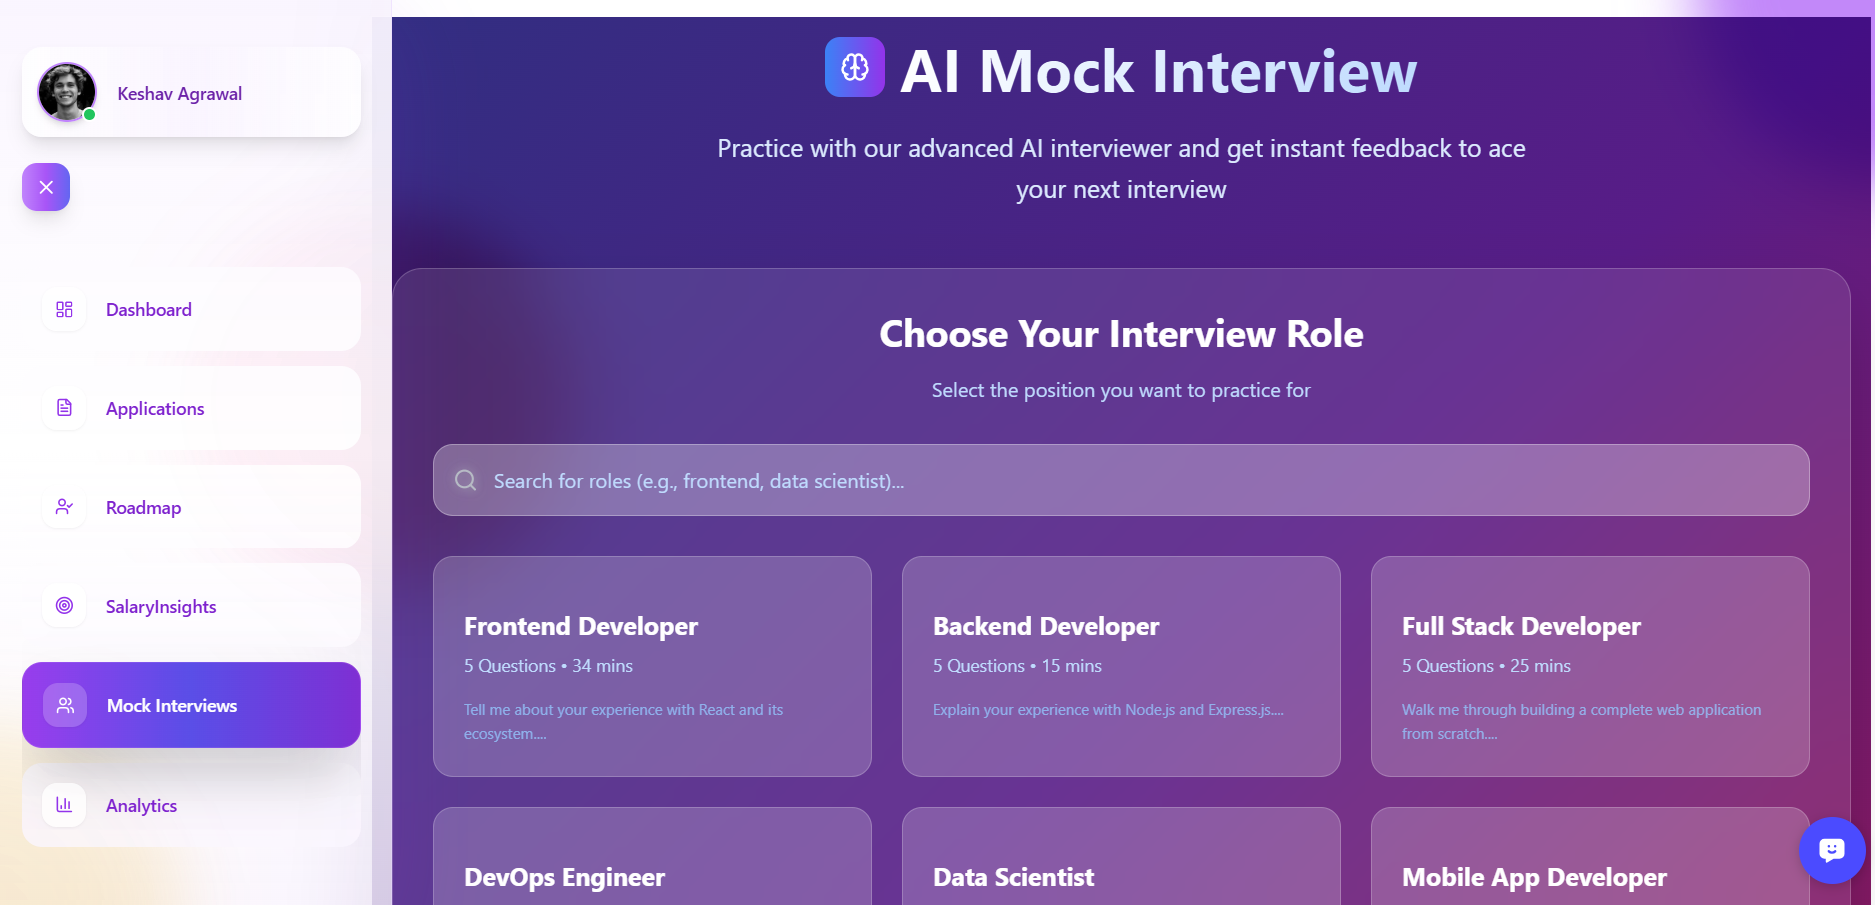 Keshav Agrawal
Dashboard
Applications
Roadmap
SalaryInsights
Mock Interviews
Analytics
AI Mock Interview
Practice with our advanced AI interviewer and get instant feedback to ace
your next interview
Choose Your Interview Role
Select the position you want to practice for
Search for roles (e.g., frontend, data scientist)...
Frontend Developer
5 Questions • 34 mins
Tell me about your experience with React and its
ecosystem....
Backend Developer
5 Questions • 15 mins
Explain your experience with Node.js and Express.js....
Full Stack Developer
5 Questions • 25 mins
Walk me through building a complete web application
from scratch....
DevOps Engineer
Data Scientist
Mobile App Developer